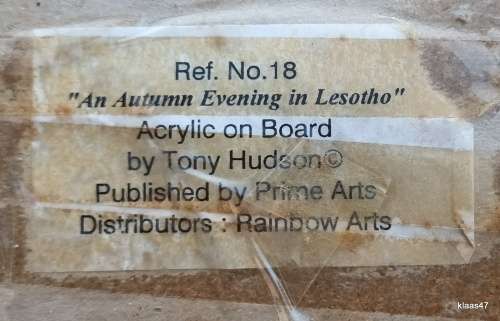 Ref. No.18
"An Autumn Evening in Lesotho"
Acrylic on Board
by Tony Hudson©
Published by Prime Arts
Distributors : Rainbow Arts
klaas47